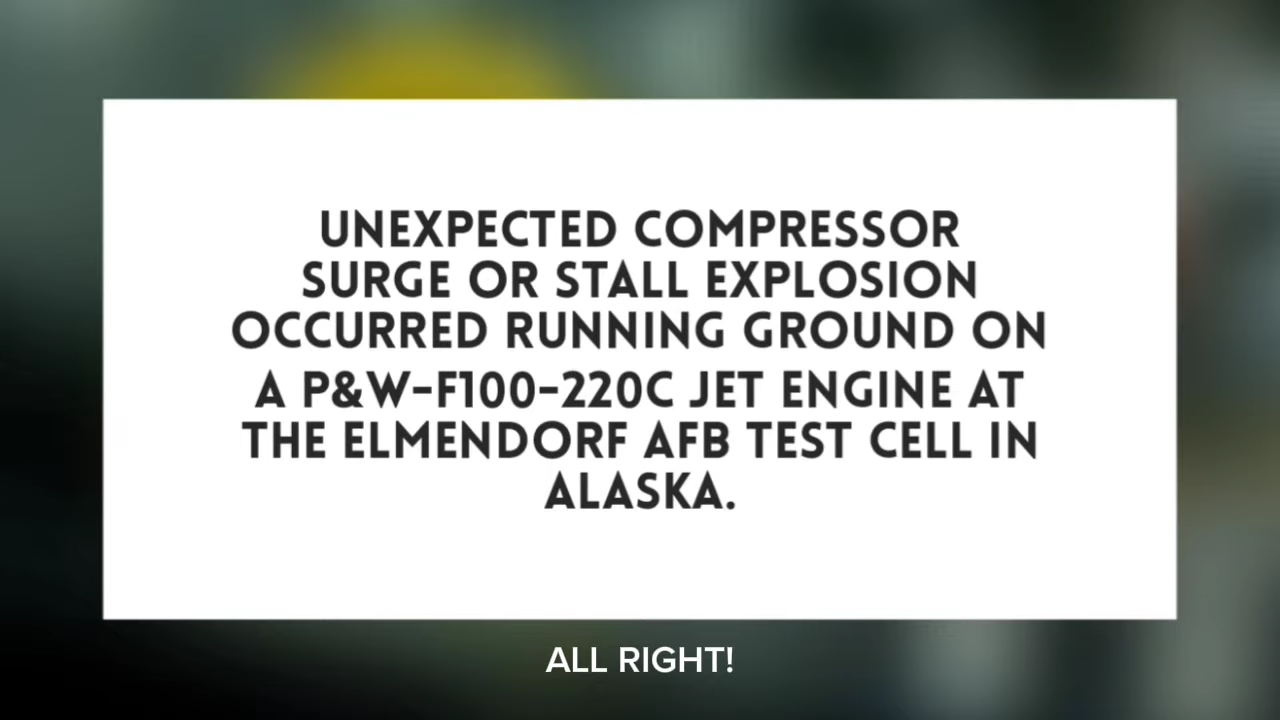 UNEXPECTED COMPRESSOR
SURGE OR STALL EXPLOSION
OCCURRED RUNNING GROUND ON
A P&W-F100-220C JET ENGINE AT
THE ELMENDORF AFB TEST CELL IN
ALASKA.
ALL RIGHT!